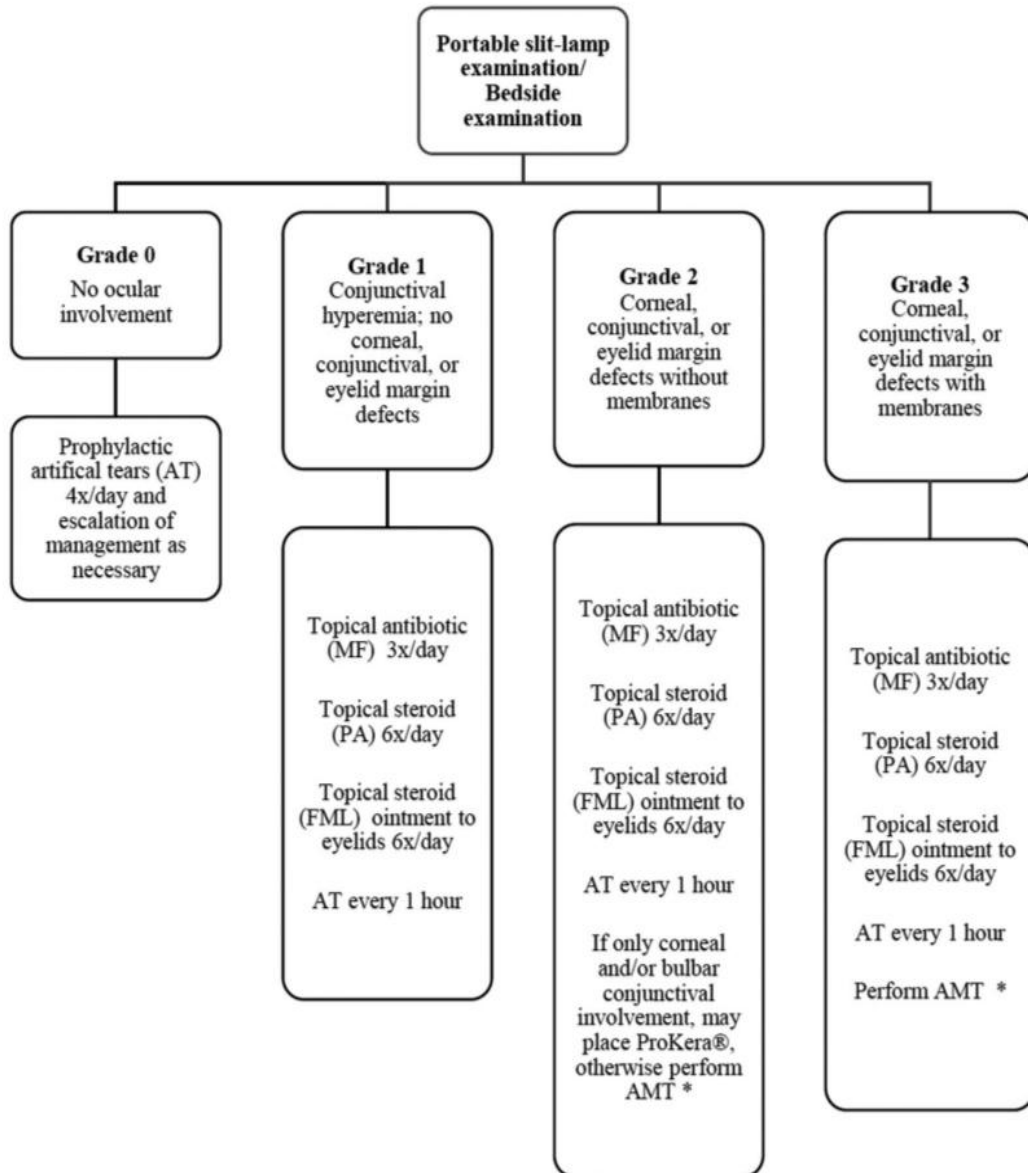 Portable slit-lamp
examination/
Bedside
examination
Grade 0
No ocular
involvement
Prophylactic
artifical tears (AT)
4x/day and
escalation of
management as
necessary
Grade 1
Conjunctival
hyperemia; no
corneal,
conjunctival, or
eyelid margin
defects
Topical antibiotic
(MF) 3x/day
Topical steroid
(PA) 6x/day
Topical steroid
(FML) ointment to
eyelids 6x/day
AT every 1 hour
Grade 2
Corneal,
conjunctival, or
eyelid margin
defects without
membranes
Topical antibiotic
(MF) 3x/day
Topical steroid
(PA) 6x/day
Topical steroid
(FML) ointment to
eyelids 6x/day
AT every 1 hour
If only corneal
and/or bulbar
conjunctival
involvement, may
place ProKera®,
otherwise perform
AMT *
Grade 3
Corneal,
conjunctival, or
eyelid margin
defects with
membranes
Topical antibiotic
(MF) 3x/day
Topical steroid
(PA) 6x/day
Topical steroid
(FML) ointment to
eyelids 6x/day
AT every 1 hour
Perform AMT *